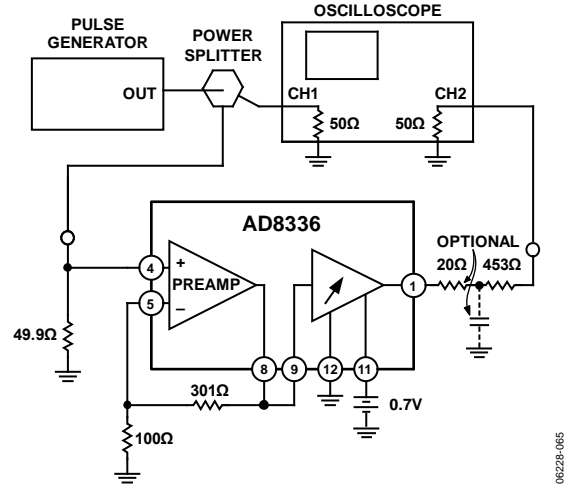 OSCILLOSCOPE
PULSE
GENERATOR
POWER
SPLITTER
OUT
CH1
CH2
50Ω
50Ω
AD8336
OPTIONAL
20Ω
453Ω
4
+
PREAMP
5
–
1
49.9Ω
8
9
12
11
301Ω
0.7V
100Ω
06228-065